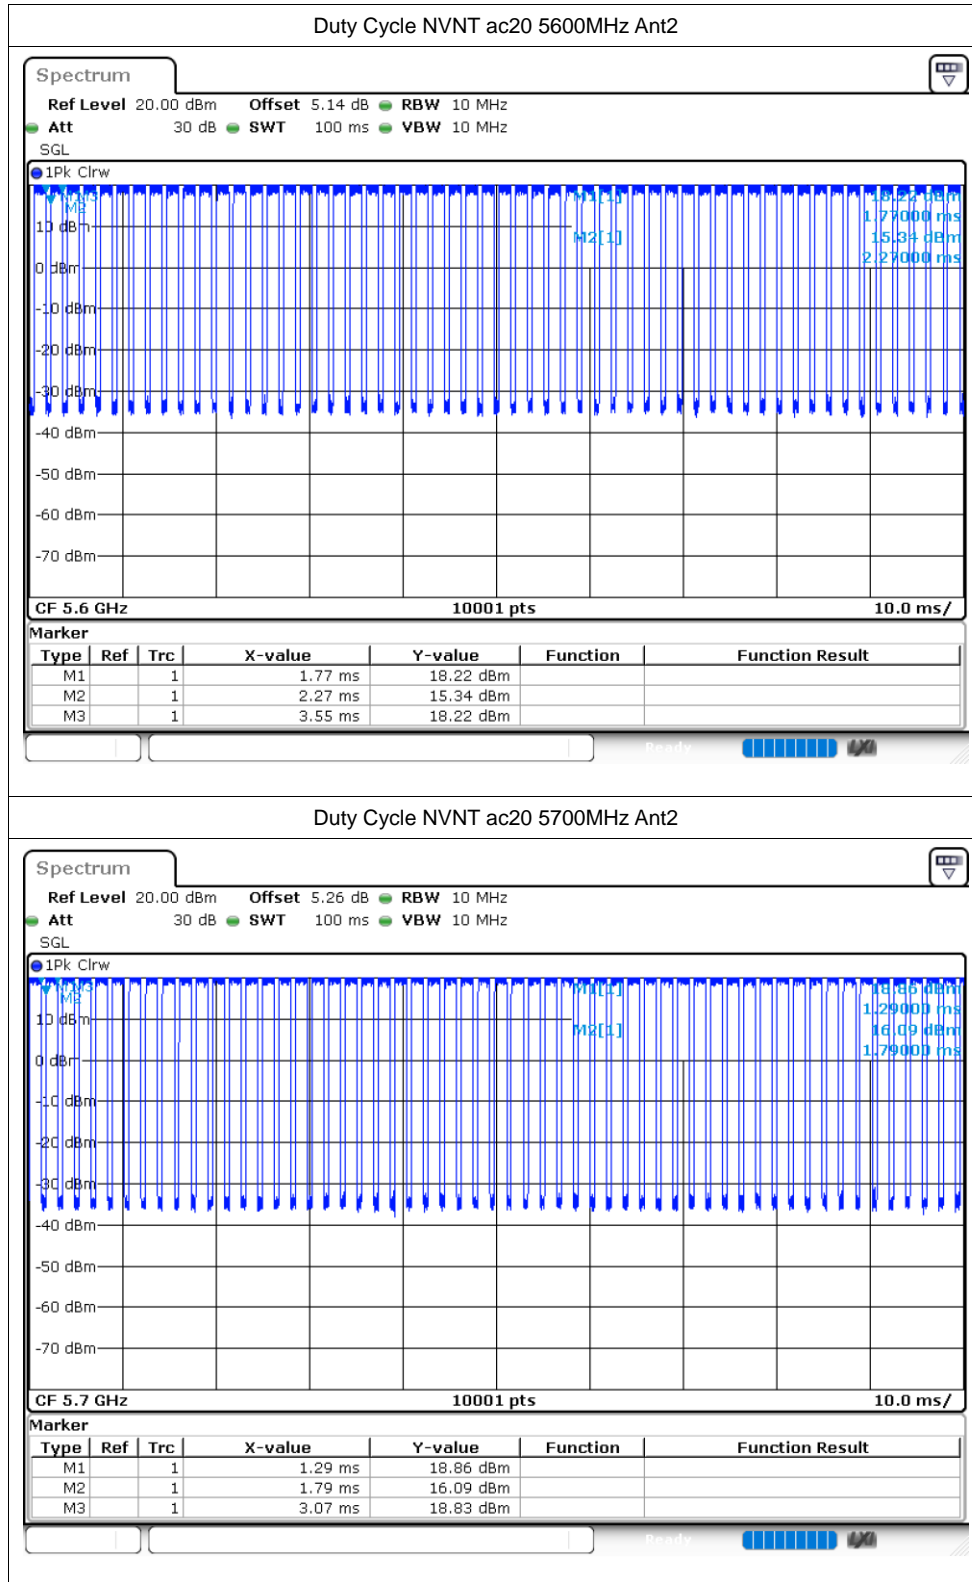 Duty Cycle NVNT ac20 5600MHz Ant2
Spectrum
Ref Level 20.00 dBm Offset 5.14 dB RBW 10 MHz
Att 30 dB SWT 100 ms VBW 10 MHz
SGL
1Pk Clrw
M1 M3 M1[1] 18.22 dBm
M2 1.77000 ms
10 dBm M2[1] 15.34 dBm
2.27000 ms
0 dBm
-10 dBm
-20 dBm
-30 dBm
-40 dBm
-50 dBm
-60 dBm
-70 dBm
CF 5.6 GHz 10001 pts 10.0 ms/
Marker
Type Ref Trc X-value Y-value Function Function Result
M1 1 1.77 ms 18.22 dBm
M2 1 2.27 ms 15.34 dBm
M3 1 3.55 ms 18.22 dBm
Ready LXI
Duty Cycle NVNT ac20 5700MHz Ant2
Spectrum
Ref Level 20.00 dBm Offset 5.26 dB RBW 10 MHz
Att 30 dB SWT 100 ms VBW 10 MHz
SGL
1Pk Clrw
M1 M3 M1[1] 18.86 dBm
M2 1.29000 ms
10 dBm M2[1] 16.09 dBm
1.79000 ms
0 dBm
-10 dBm
-20 dBm
-30 dBm
-40 dBm
-50 dBm
-60 dBm
-70 dBm
CF 5.7 GHz 10001 pts 10.0 ms/
Marker
Type Ref Trc X-value Y-value Function Function Result
M1 1 1.29 ms 18.86 dBm
M2 1 1.79 ms 16.09 dBm
M3 1 3.07 ms 18.83 dBm
Ready LXI